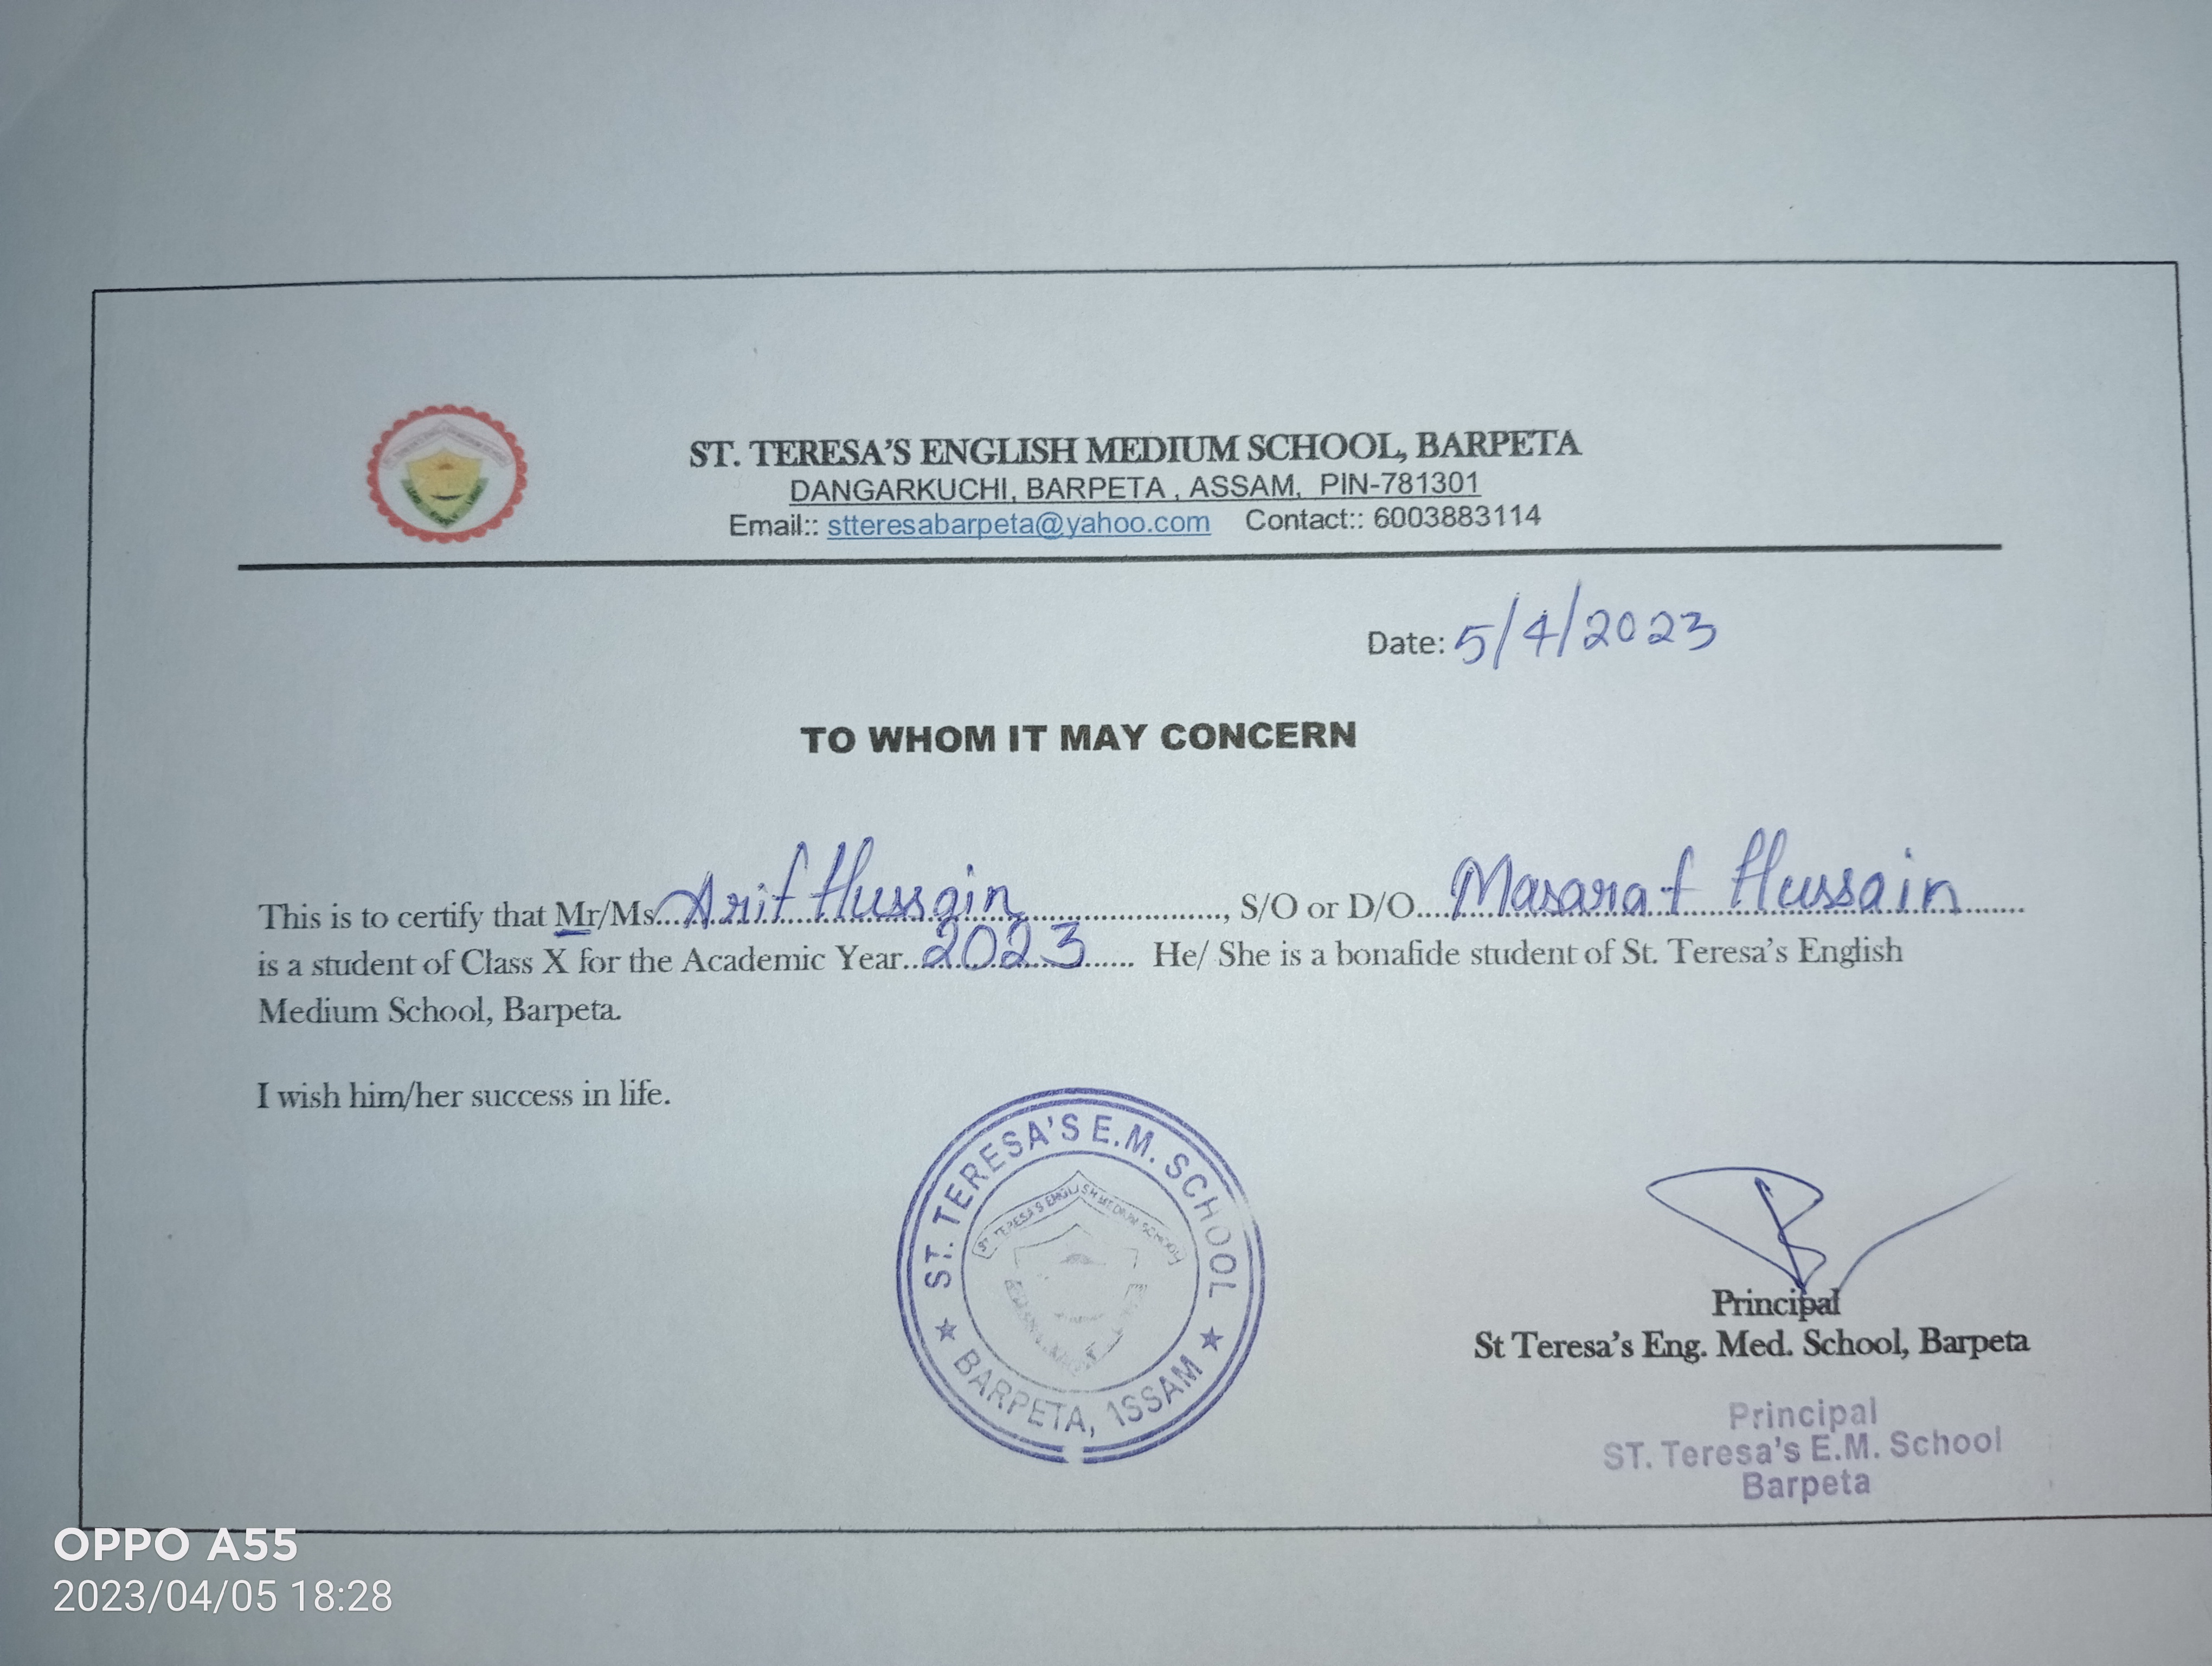 ST. TERESA'S ENGLISH MEDIUM SCHOOL, BARPETA
DANGARKUCHI, BARPETA , ASSAM, PIN-781301
Email:: stteresabarpeta@yahoo.com Contact:: 6003883114
Date: 5/4/2023
TO WHOM IT MAY CONCERN
This is to certify that Mr/Ms...Arif Hussain..............................., S/O or D/O....Masaraf Hussain........
is a student of Class X for the Academic Year...2023...... He/ She is a bonafide student of St. Teresa's English
Medium School, Barpeta.
I wish him/her success in life.
ST. TERESA'S E.M. SCHOOL
ST. TERESA'S ENGLISH MEDIUM SCHOOL
★ BARPETA, 1SSAM ★
Principal
St Teresa's Eng. Med. School, Barpeta
Principal
ST. Teresa's E.M. School
Barpeta
OPPO A55
2023/04/05 18:28